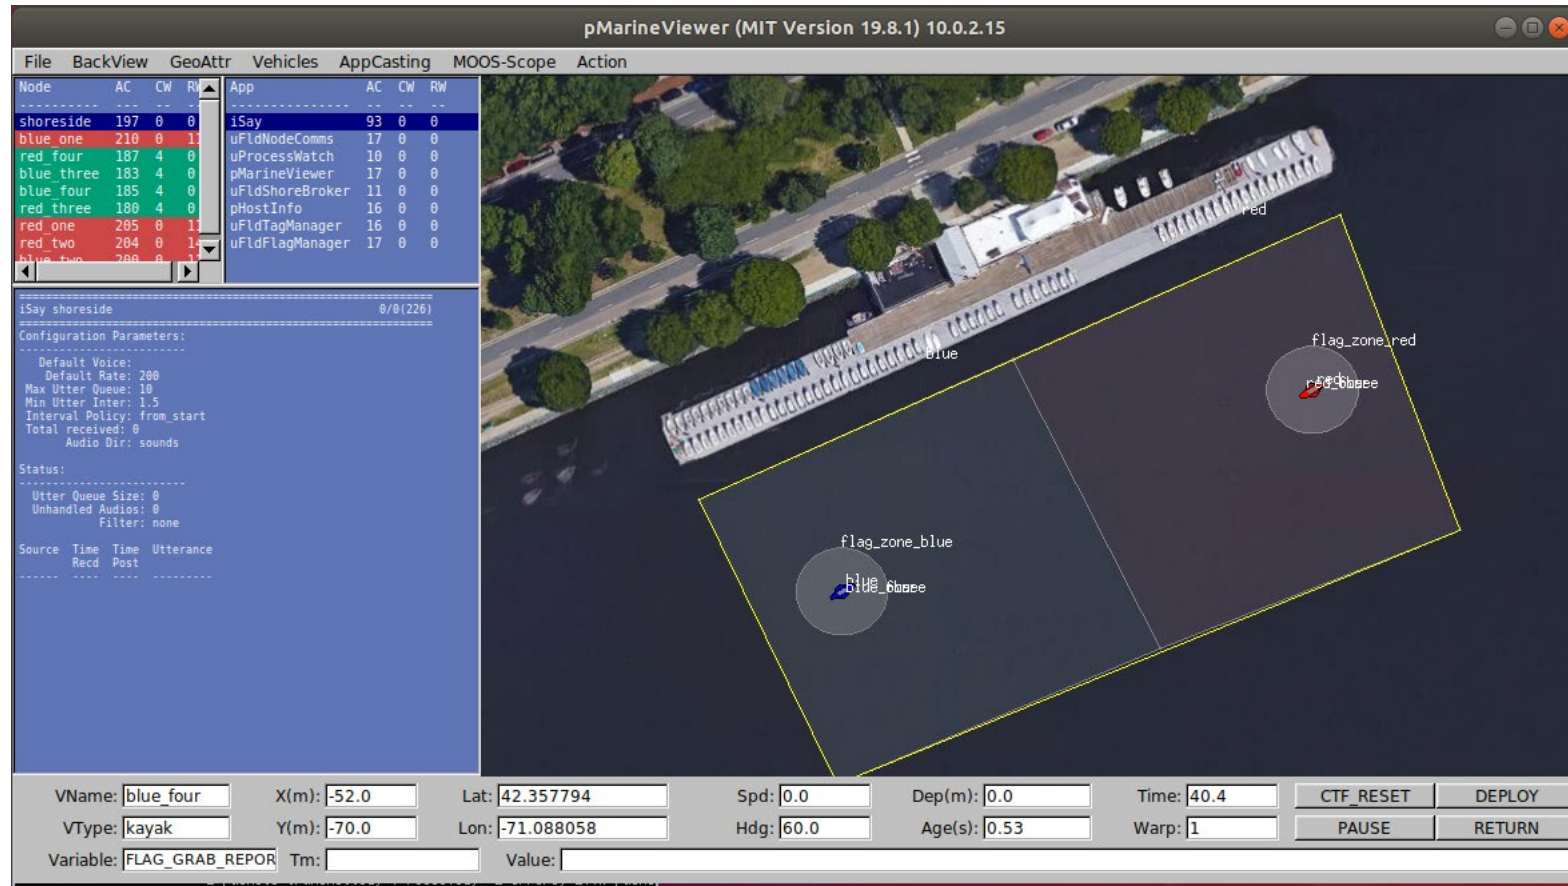 pMarineViewer (MIT Version 19.8.1) 10.0.2.15
File BackView GeoAttr Vehicles AppCasting MOOS-Scope Action
Node AC CW RW
---------- --- -- --
shoreside 197 0 0
blue_one 210 0 11
red_four 187 4 0
blue_three 183 4 0
blue_four 185 4 0
red_three 180 4 0
red_one 205 0 11
red_two 204 0 14
blue_two 200 0
App AC CW RW
--------------- -- -- --
iSay 93 0 0
uFldNodeComms 17 0 0
uProcessWatch 10 0 0
pMarineViewer 17 0 0
uFldShoreBroker 11 0 0
pHostInfo 16 0 0
uFldTagManager 16 0 0
uFldFlagManager 17 0 0
iSay shoreside 0/0(226)
Configuration Parameters:
-------------------------
Default Voice:
Default Rate: 200
Max Utter Queue: 10
Min Utter Inter: 1.5
Interval Policy: from_start
Total received: 0
Audio Dir: sounds
Status:
-------------------------
Utter Queue Size: 0
Unhandled Audios: 0
Filter: none
Source Time Time Utterance
Recd Post
------ ---- ---- ---------
red
blue
flag_zone_red
red
flag_zone_blue
blue
VName: blue_four X(m): -52.0 Lat: 42.357794 Spd: 0.0 Dep(m): 0.0 Time: 40.4 CTF_RESET DEPLOY
VType: kayak Y(m): -70.0 Lon: -71.088058 Hdg: 60.0 Age(s): 0.53 Warp: 1 PAUSE RETURN
Variable: FLAG_GRAB_REPOR Tm: Value: